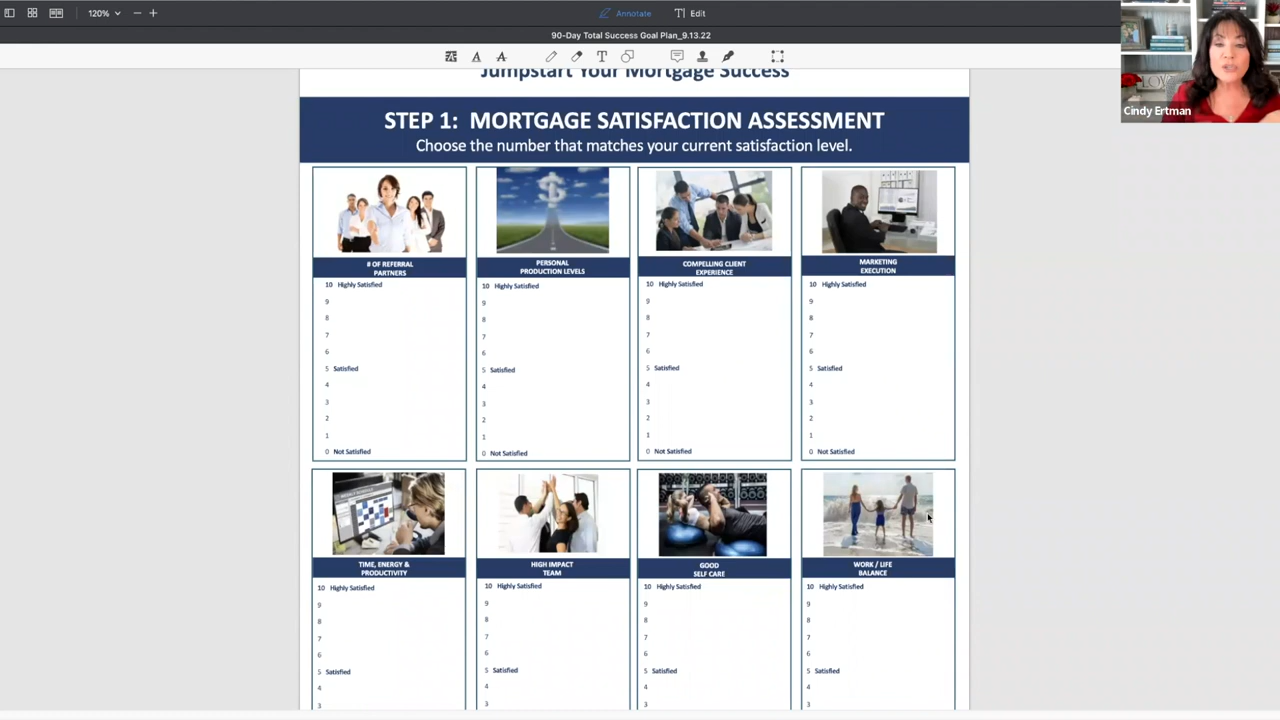 120%
Annotate
Edit
90-Day Total Success Goal Plan_9.13.22
Jumpstart Your Mortgage Success
Cindy Ertman
STEP 1: MORTGAGE SATISFACTION ASSESSMENT
Choose the number that matches your current satisfaction level.
# OF REFERRAL
PARTNERS
10 Highly Satisfied
9
8
7
6
5 Satisfied
4
3
2
1
0 Not Satisfied
PERSONAL
PRODUCTION LEVELS
10 Highly Satisfied
9
8
7
6
5 Satisfied
4
3
2
1
0 Not Satisfied
COMPELLING CLIENT
EXPERIENCE
10 Highly Satisfied
9
8
7
6
5 Satisfied
4
3
2
1
0 Not Satisfied
MARKETING
EXECUTION
10 Highly Satisfied
9
8
7
6
5 Satisfied
4
3
2
1
0 Not Satisfied
TIME, ENERGY &
PRODUCTIVITY
10 Highly Satisfied
9
8
7
6
5 Satisfied
4
3
HIGH IMPACT
TEAM
10 Highly Satisfied
9
8
7
6
5 Satisfied
4
3
GOOD
SELF CARE
10 Highly Satisfied
9
8
7
6
5 Satisfied
4
3
WORK / LIFE
BALANCE
10 Highly Satisfied
9
8
7
6
5 Satisfied
4
3